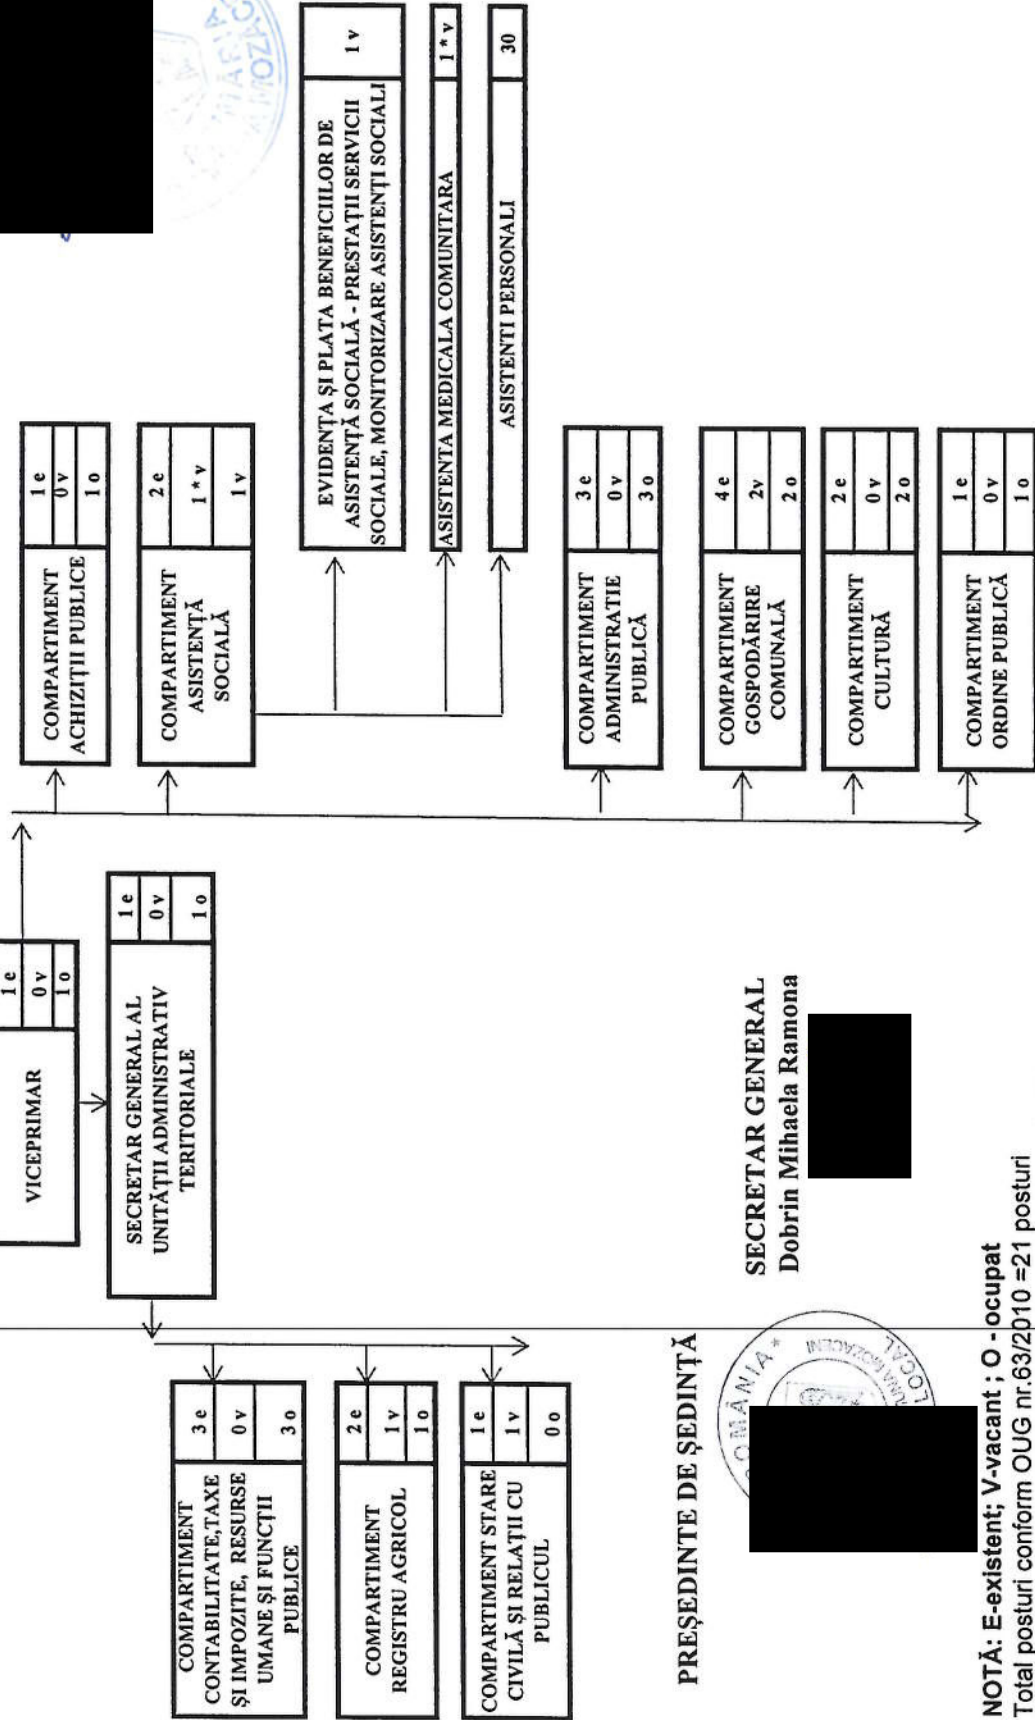 VICEPRIMAR
1 e
0 v
1 o
SECRETAR GENERAL AL
UNITĂȚII ADMINISTRATIV
TERITORIALE
1 e
0 v
1 o
COMPARTIMENT
CONTABILITATE,TAXE
ȘI IMPOZITE, RESURSE
UMANE ȘI FUNCȚII
PUBLICE
3 e
0 v
3 o
COMPARTIMENT
REGISTRU AGRICOL
2 e
1 v
1 o
COMPARTIMENT STARE
CIVILĂ ȘI RELAȚII CU
PUBLICUL
1 e
1 v
0 o
COMPARTIMENT
ACHIZIȚII PUBLICE
1 e
0 v
1 o
COMPARTIMENT
ASISTENȚĂ
SOCIALĂ
2 e
1 * v
1 v
EVIDENȚA ȘI PLATA BENEFICIILOR DE
ASISTENȚĂ SOCIALĂ - PRESTAȚII SERVICII
SOCIALE, MONITORIZARE ASISTENȚI SOCIALI
1 v
ASISTENTA MEDICALA COMUNITARA
1 * v
ASISTENTI PERSONALI
30
COMPARTIMENT
ADMINISTRATIE
PUBLICĂ
3 e
0 v
3 o
COMPARTIMENT
GOSPODĂRIRE
COMUNALĂ
4 e
2v
2 o
COMPARTIMENT
CULTURĂ
2 e
0 v
2 o
COMPARTIMENT
ORDINE PUBLICĂ
1 e
0 v
1 o
PREȘEDINTE DE ȘEDINȚĂ
OMÂNIA *
MOZACENI
LOCAL
SECRETAR GENERAL
Dobrin Mihaela Ramona
NOTĂ: E-existent; V-vacant ; O - ocupat
Total posturi conform OUG nr.63/2010 =21 posturi